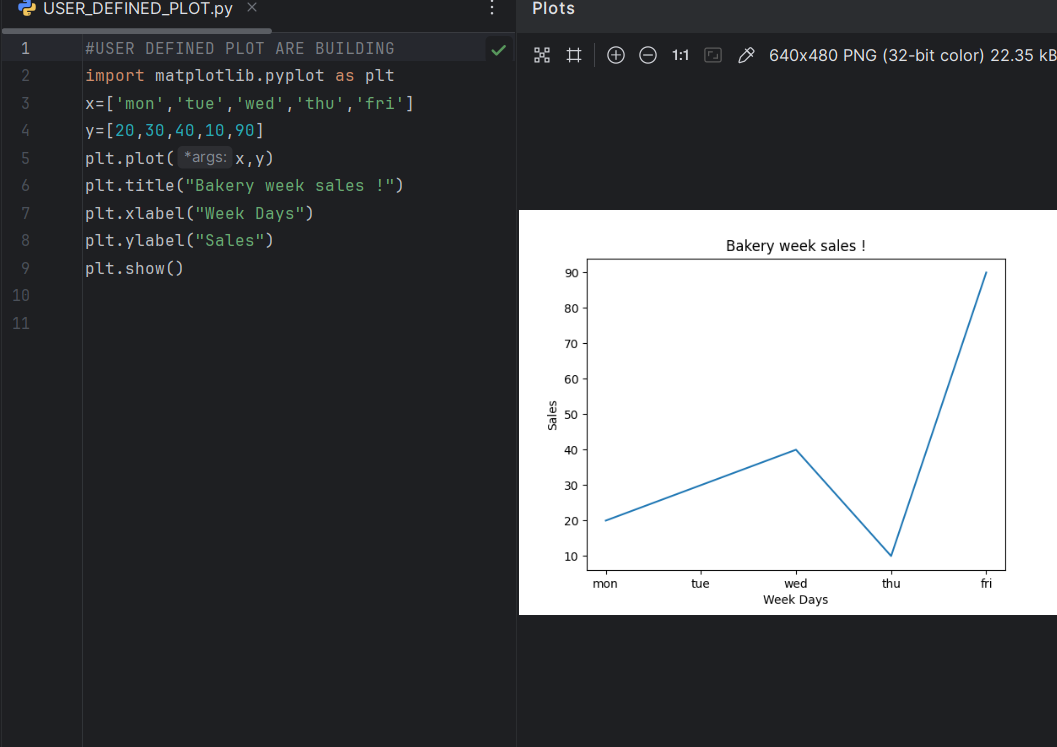 USER_DEFINED_PLOT.py
1 #USER DEFINED PLOT ARE BUILDING
2 import matplotlib.pyplot as plt
3 x=['mon','tue','wed','thu','fri']
4 y=[20,30,40,10,90]
5 plt.plot( *args: x,y)
6 plt.title("Bakery week sales !")
7 plt.xlabel("Week Days")
8 plt.ylabel("Sales")
9 plt.show()
10
11
Plots
1:1 640x480 PNG (32-bit color) 22.35 kB
Bakery week sales !
90
80
70
60
50
40
30
20
10
Sales
mon tue wed thu fri
Week Days